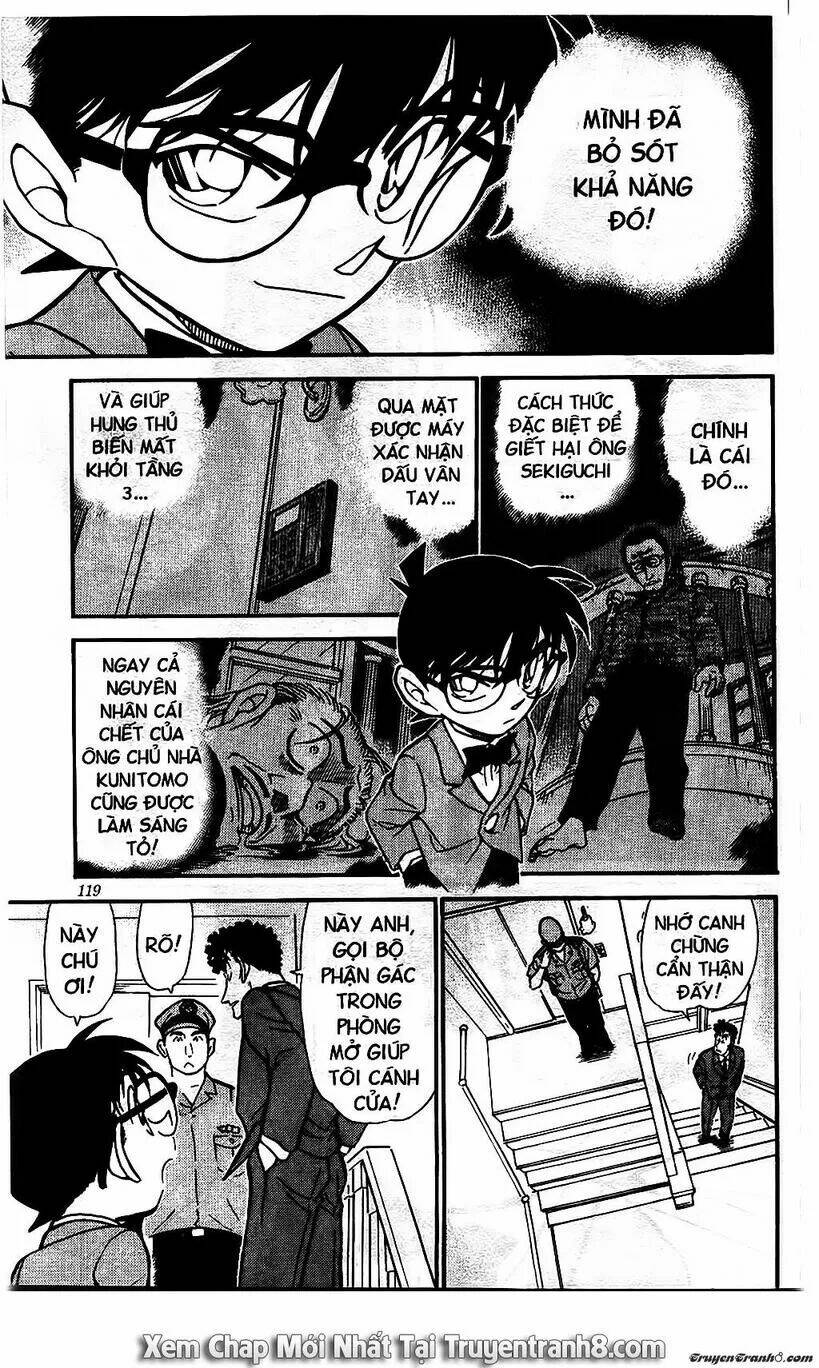 MÌNH ĐÃ
BỎ SÓT
KHẢ NĂNG
ĐÓ!
CHÍNH
LÀ CÁI
ĐÓ...
CÁCH THỨC
ĐẶC BIỆT ĐỂ
GIẾT HẠI ÔNG
SEKIGUCHI
...
QUA MẶT
ĐƯỢC MÁY
XÁC NHẬN
DẤU VÂN
TAY...
VÀ GIÚP
HUNG THỦ
BIẾN MẤT
KHỎI TẦNG
3...
NGAY CẢ
NGUYÊN
NHÂN CÁI
CHẾT CỦA
ÔNG CHỦ NHÀ
KUNITOMO
CŨNG ĐƯỢC
LÀM SÁNG
TỎ!
119
NHỚ CANH
CHỪNG
CẨN THẬN
ĐẤY!
NÀY ANH,
GỌI BỘ
PHẬN GÁC
TRONG
PHÒNG
MỞ GIÚP
TÔI CÁNH
CỬA!
RÕ!
NÀY
CHÚ
ƠI!
Xem Chap Mới Nhất Tại Truyentranh8.com
TruyenTranh8.com